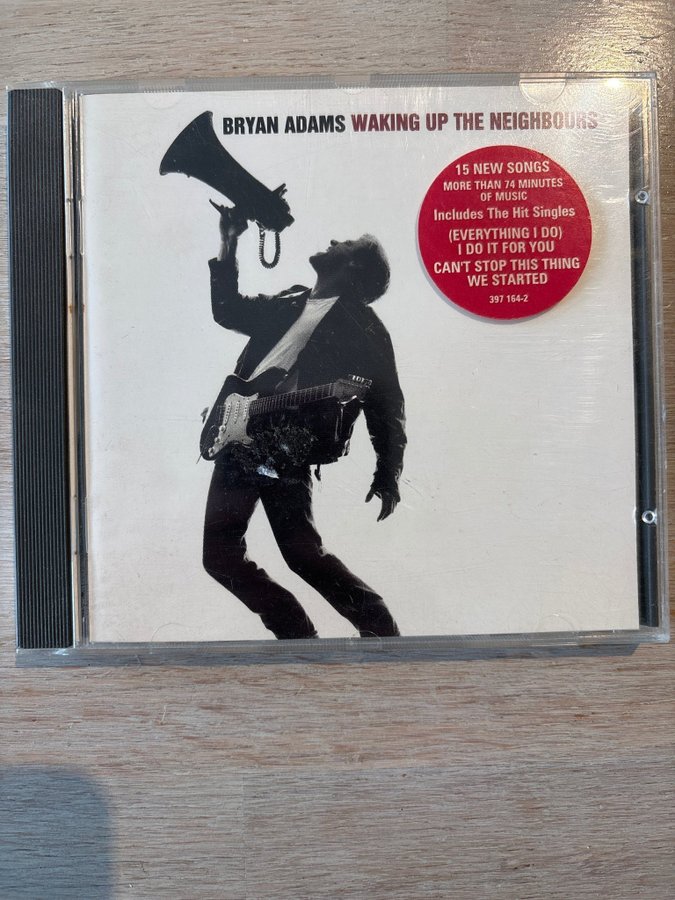 BRYAN ADAMS WAKING UP THE NEIGHBOURS
15 NEW SONGS
MORE THAN 74 MINUTES
OF MUSIC
Includes The Hit Singles
(EVERYTHING I DO)
I DO IT FOR YOU
CAN'T STOP THIS THING
WE STARTED
397 164-2